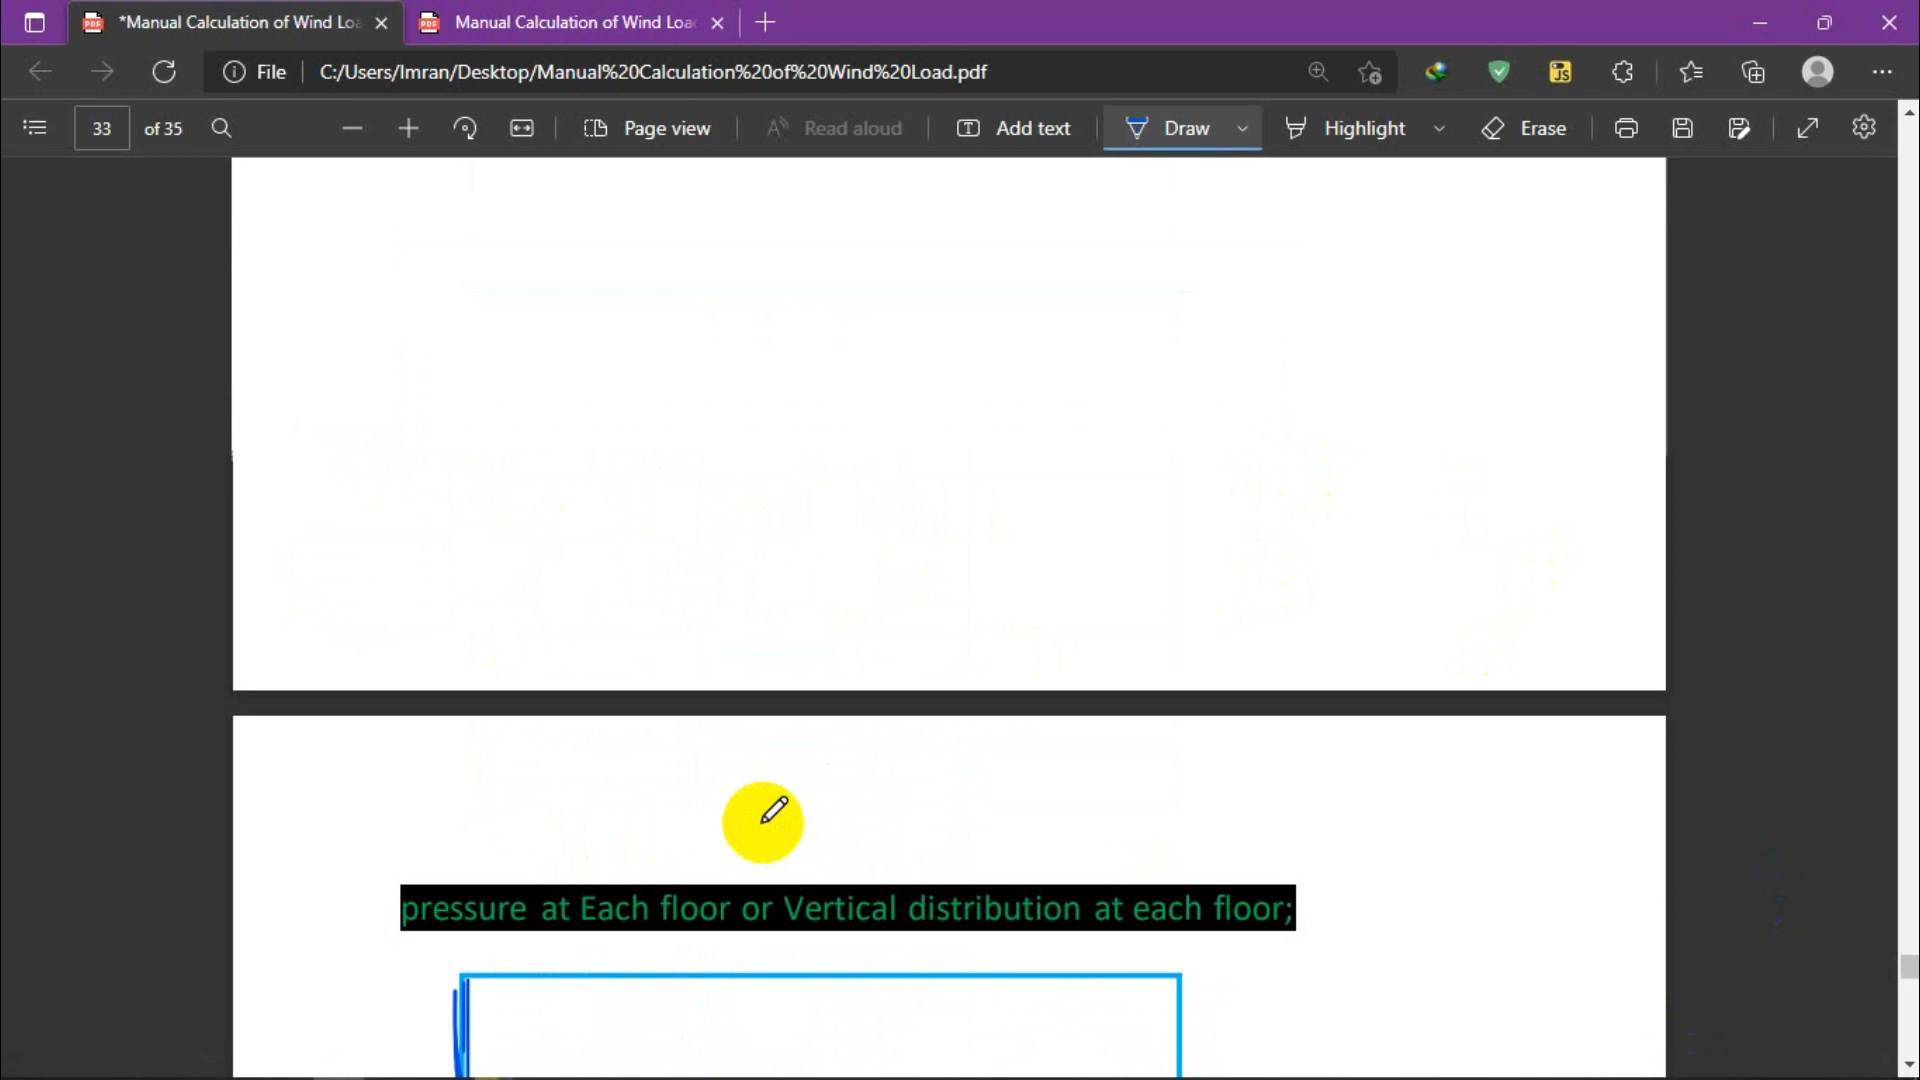 *Manual Calculation of Wind Loa
Manual Calculation of Wind Loa
File
C:/Users/Imran/Desktop/Manual%20Calculation%20of%20Wind%20Load.pdf
JS
33 of 35
Page view
Read aloud
Add text
Draw
Highlight
Erase
pressure at Each floor or Vertical distribution at each floor;